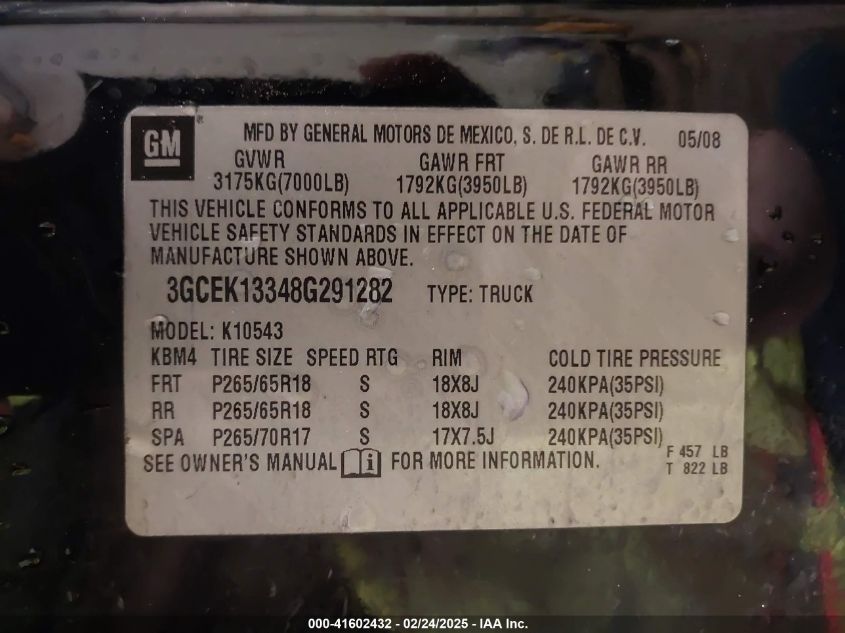 GM ® MFD BY GENERAL MOTORS DE MEXICO, S. DE R.L. DE C.V. 05/08
GVWR GAWR FRT GAWR RR
3175KG(7000LB) 1792KG(3950LB) 1792KG(3950LB)
THIS VEHICLE CONFORMS TO ALL APPLICABLE U.S. FEDERAL MOTOR
VEHICLE SAFETY STANDARDS IN EFFECT ON THE DATE OF
MANUFACTURE SHOWN ABOVE.
3GCEK13348G291282 TYPE: TRUCK
MODEL: K10543
KBM4 TIRE SIZE SPEED RTG RIM COLD TIRE PRESSURE
FRT P265/65R18 S 18X8J 240KPA(35PSI)
RR P265/65R18 S 18X8J 240KPA(35PSI)
SPA P265/70R17 S 17X7.5J 240KPA(35PSI)
SEE OWNER'S MANUAL i FOR MORE INFORMATION. F 457 LB
T 822 LB
000-41602432 - 02/24/2025 - IAA Inc.